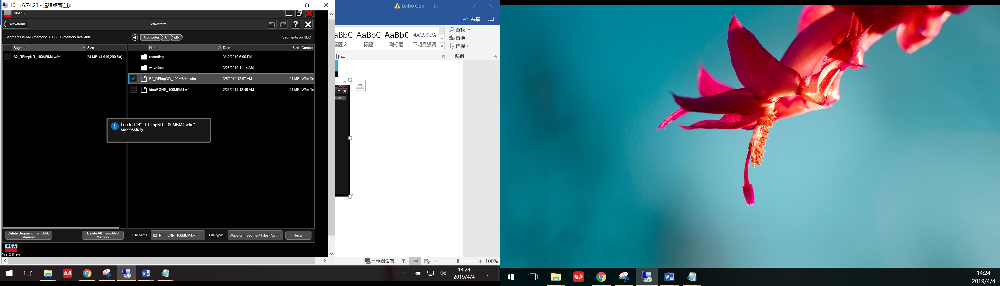 10.116.74.23 - 远程桌面连接
Slot 16
Waveform
Waveform
Segments in ARB memory: 3.963 GB memory available
Computer C: glb
Segments on HDD
Segment Size
B2_RFImpNR_100MBM4.wfm 24 MB (4,915,200 Sa)
Name Date Size Content
recording 3/12/2019 6:00 PM
waveform 3/26/2019 11:14 AM
B2_RFImpNR_100MBM4.wfm 3/5/2019 12:07 AM 24 MB Wfm file
Ideal5GNR_100MBM4.wfm 2/28/2019 12:40 AM 24 MB Wfm file
Loaded "B2_RFImpNR_100MBM4.wfm"
successfully
Delete Segment From ARB
Memory
Delete All From ARB
Memory
File name: B2_RFImpNR_100MBM4.wfm File type: Waveform Segment Files (*.wfm) Recall
VSA
Vsa_2018.exe
Leibo Guo
共享
aBbC AaBbC AaBbC AaBbCcDc
标题 2 标题 副标题 不明显强调
样式
查找
替换
选择
编辑
显示器设置
100%
有道
14:24
2019/4/4
有道
14:24
2019/4/4